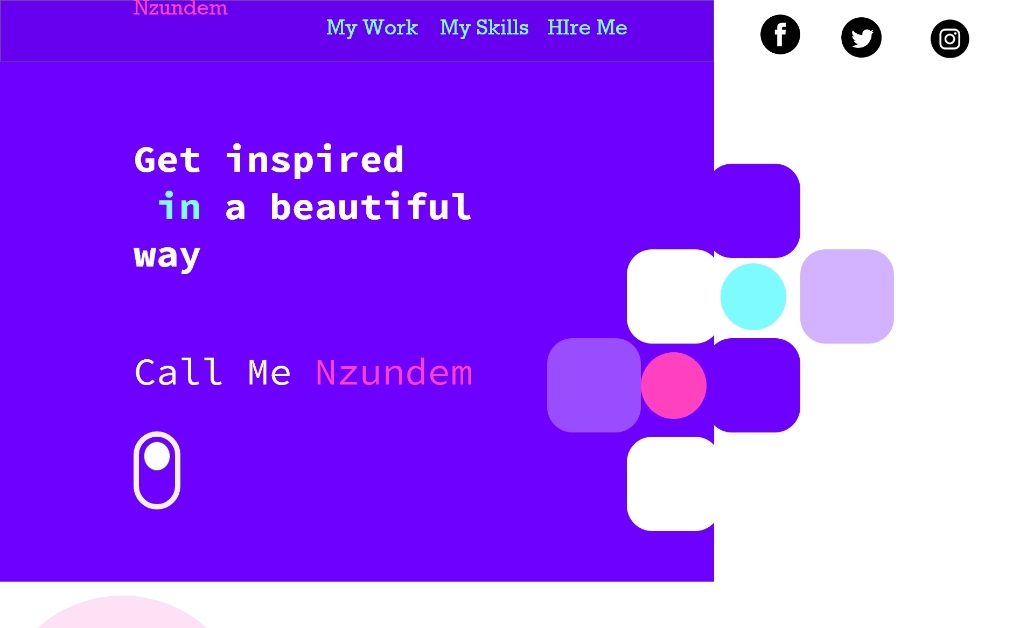 Nzundem
My Work My Skills HIre Me
Get inspired
in a beautiful
way
Call Me Nzundem